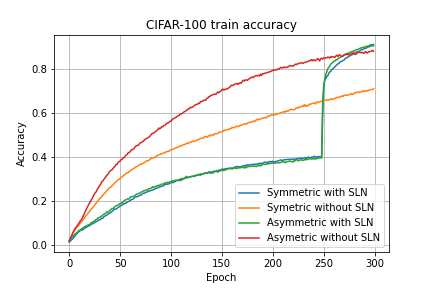 CIFAR-100 train accuracy
Accuracy
0.8
0.6
0.4
0.2
0.0
Symmetric with SLN
Symetric without SLN
Asymmetric with SLN
Asymetric without SLN
0 50 100 150 200 250 300
Epoch